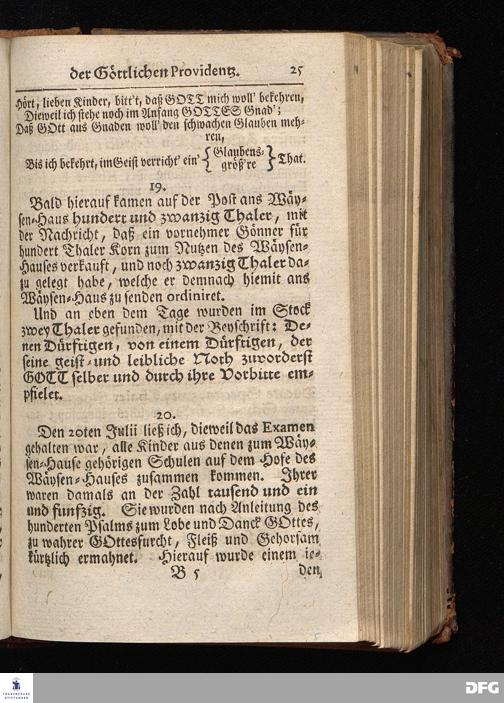 der Göttlichen Providentz. 25
Hört, lieben Kinder, bitt't, daß GOTT mich woll' bekehren,
Dieweil ich stehe noch im Anfang GOTTES Gnad';
Daß GOtt aus Gnaden woll' den schwachen Glauben meh-
ren,
Bis ich bekehrt, im Geist verricht' ein' { Glaubens- größ're } That.
19.
Bald hierauf kamen auf der Post ans Wäy-
sen-Haus hundert und zwanzig Thaler, mit
der Nachricht, daß ein vornehmer Gönner für
hundert Thaler Korn zum Nutzen des Wäysen-
Hauses verkauft, und noch zwanzig Thaler da-
zu gelegt habe, welche er demnach hiemit ans
Wäysen-Haus zu senden ordiniret.
Und an eben dem Tage wurden im Stock
zwey Thaler gefunden, mit der Beyschrift: De-
nen Dürftigen, von einem Dürftigen, der
seine geist- und leibliche Noth zuvorderst
GOTT selber und durch ihre Vorbitte em-
pfielet.
20.
Den 20ten Julii ließ ich, dieweil das Examen
gehalten war, alle Kinder aus denen zum Wäy-
sen-Hause gehörigen Schulen auf dem Hofe des
Wäysen-Hauses zusammen kommen. Ihrer
waren damals an der Zahl tausend und ein
und funfzig. Sie wurden nach Anleitung des
hunderten Psalms zum Lobe und Danck GOttes,
zu wahrer GOttesfurcht, Fleiß und Gehorsam
kürtzlich ermahnet. Hierauf wurde einem je-
B 5 den
FRANCKESCHE STIFTUNGEN
DFG